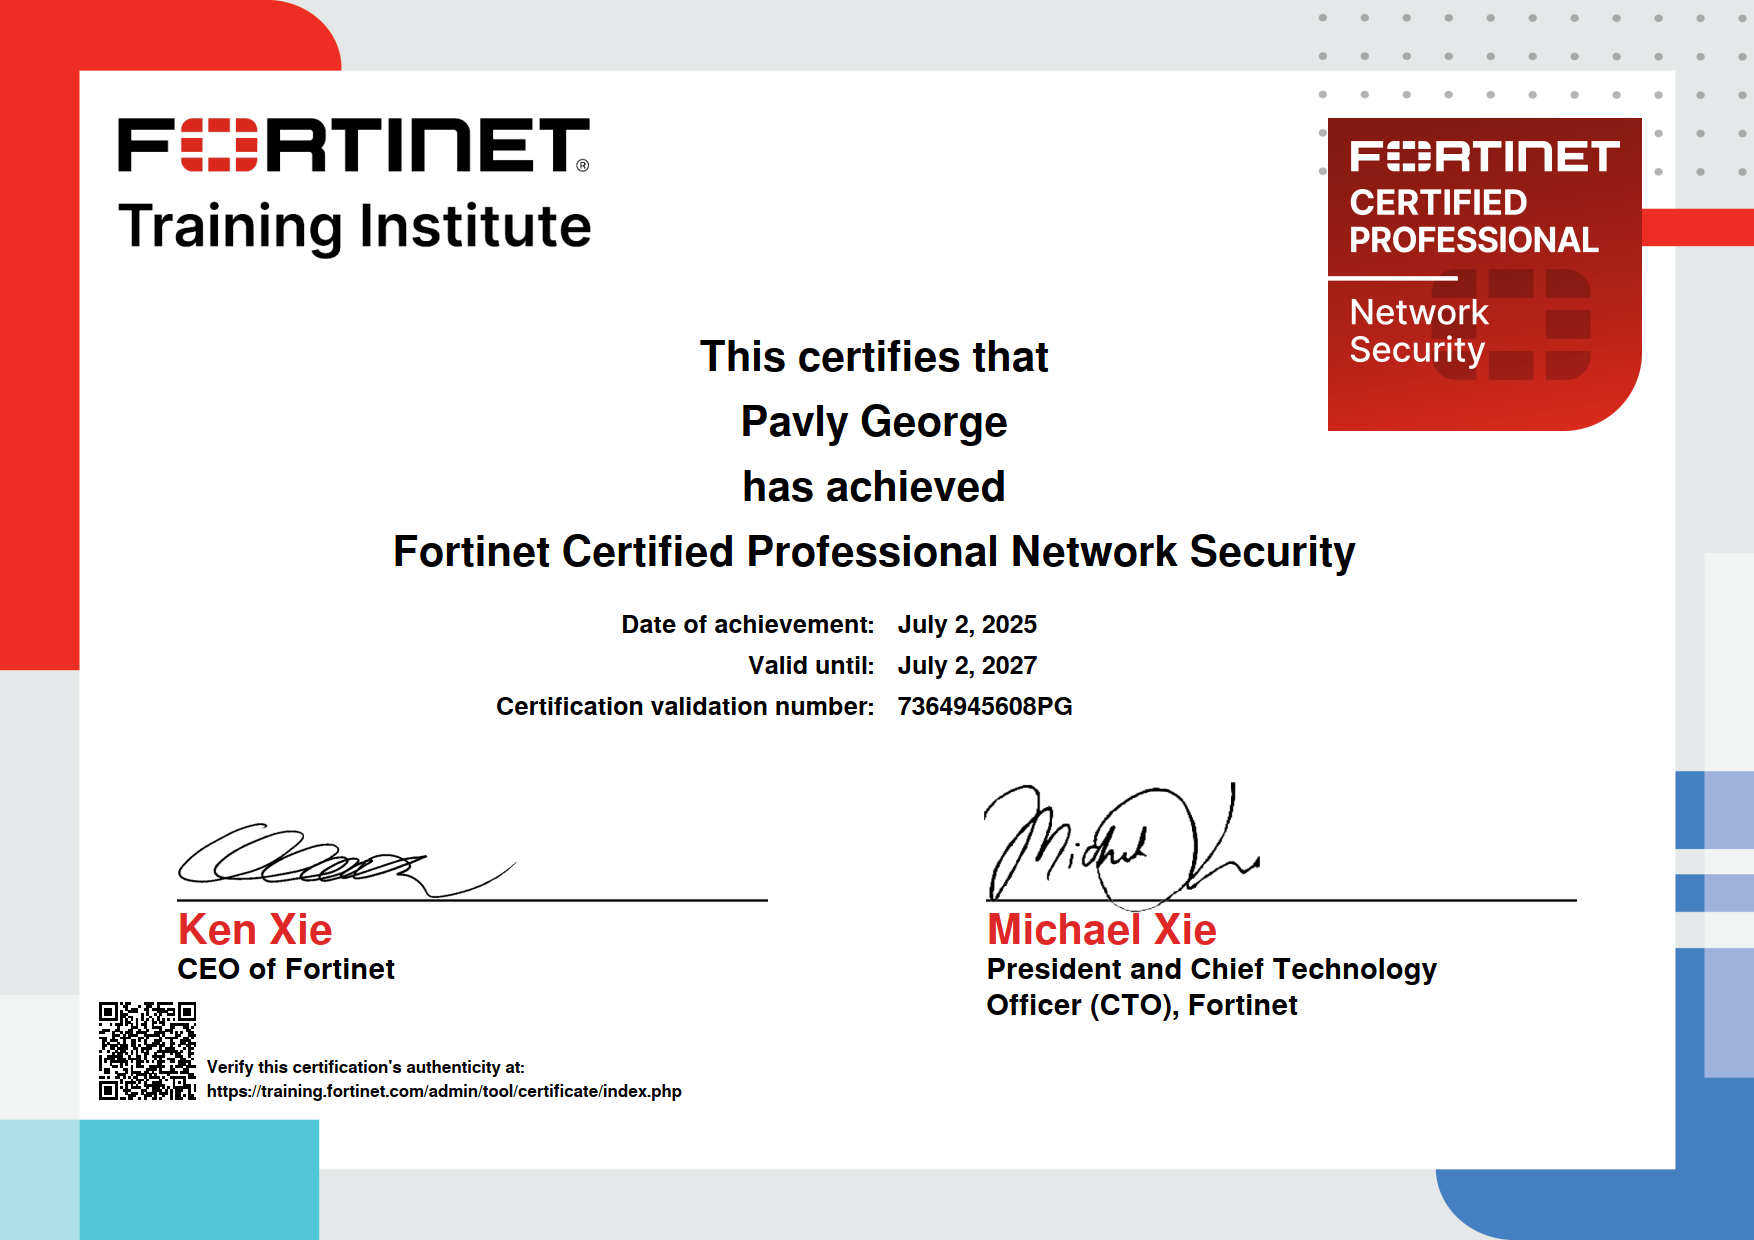 FORTINET®
Training Institute
FORTINET
CERTIFIED
PROFESSIONAL
Network
Security
This certifies that
Pavly George
has achieved
Fortinet Certified Professional Network Security
Date of achievement: July 2, 2025
Valid until: July 2, 2027
Certification validation number: 7364945608PG
Ken Xie
CEO of Fortinet
Michael Xie
President and Chief Technology
Officer (CTO), Fortinet
Verify this certification's authenticity at:
https://training.fortinet.com/admin/tool/certificate/index.php